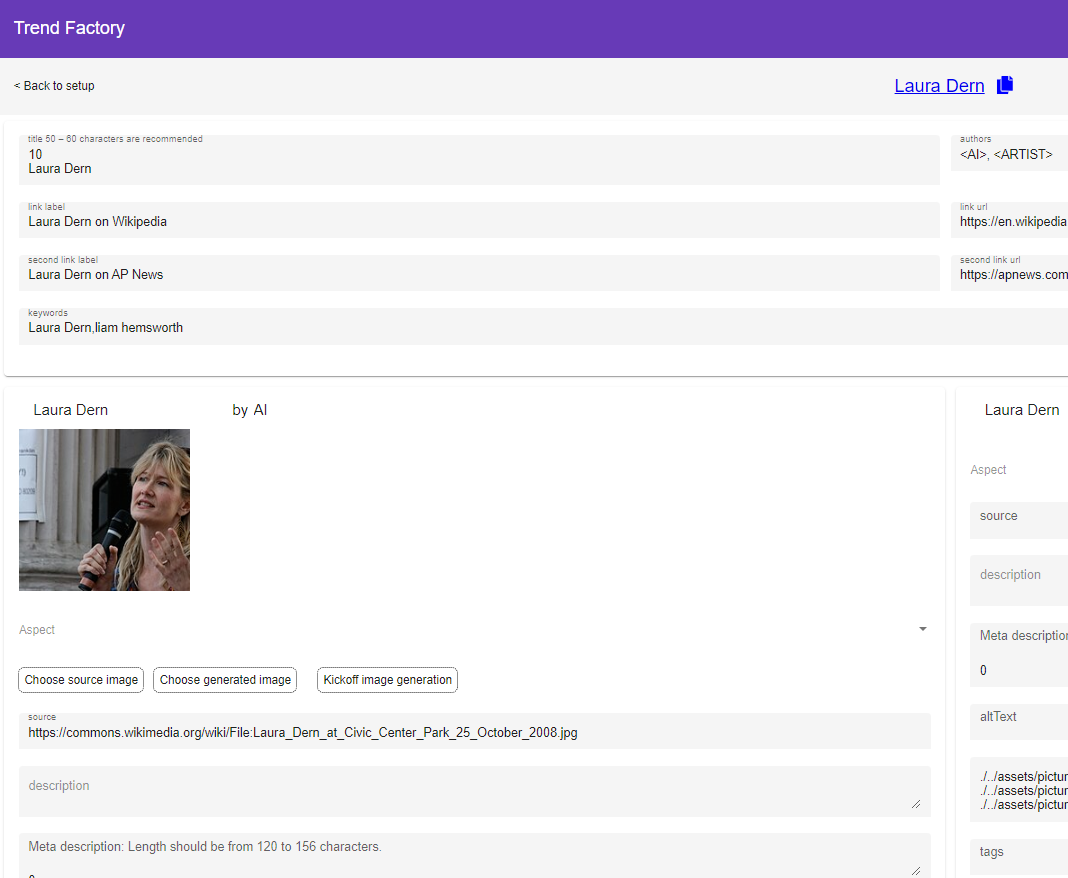 Trend Factory
< Back to setup
Laura Dern
title 50 – 60 characters are recommended
10
Laura Dern
authors
<AI>, <ARTIST>
link label
Laura Dern on Wikipedia
link url
https://en.wikipedia
second link label
Laura Dern on AP News
second link url
https://apnews.com
keywords
Laura Dern,liam hemsworth
Laura Dern
by AI
Aspect
Choose source image
Choose generated image
Kickoff image generation
source
https://commons.wikimedia.org/wiki/File:Laura_Dern_at_Civic_Center_Park_25_October_2008.jpg
description
Meta description: Length should be from 120 to 156 characters.
Laura Dern
Aspect
source
description
Meta description
0
altText
./../assets/pictur
./../assets/pictur
./../assets/pictur
tags